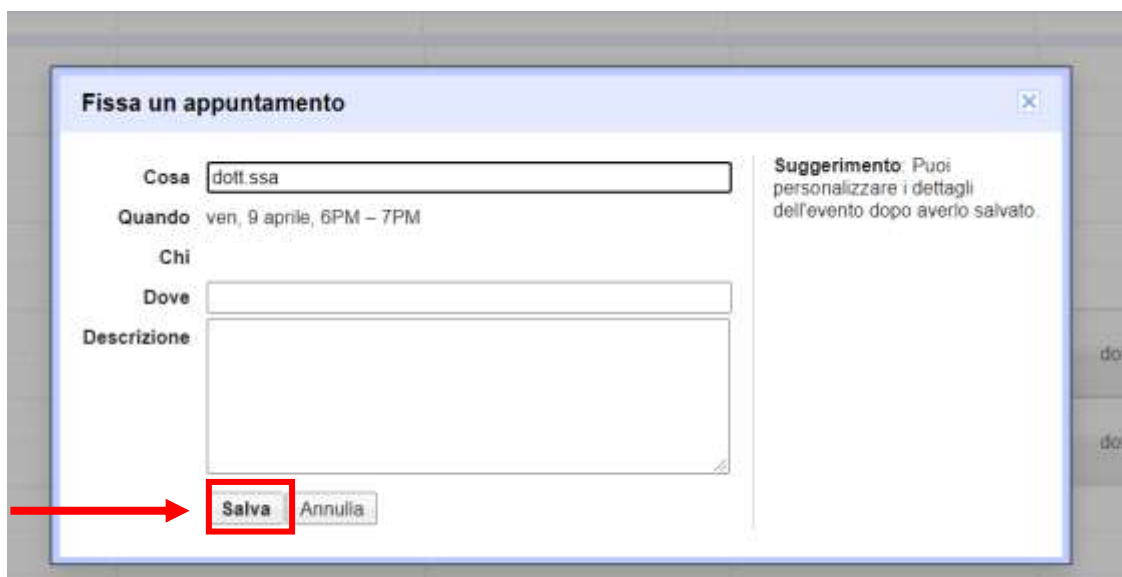 Fissa un appuntamento
Cosa dott.ssa
Quando ven, 9 aprile, 6PM – 7PM
Chi
Dove
Descrizione
Salva Annulla
Suggerimento: Puoi
personalizzare i dettagli
dell'evento dopo averlo salvato.